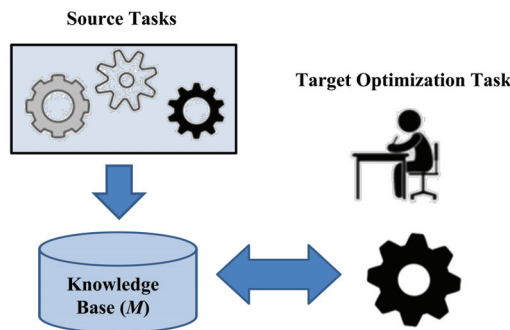 Source Tasks
Target Optimization Task
Knowledge
Base (M)